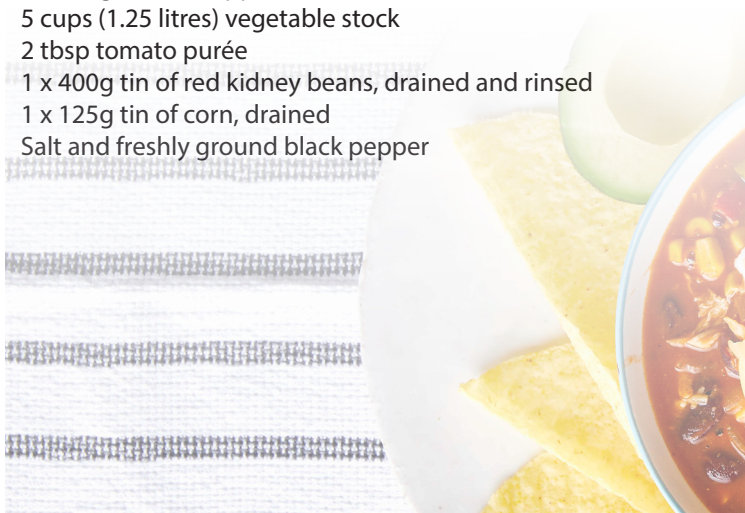 5 cups (1.25 litres) vegetable stock
2 tbsp tomato purée
1 x 400g tin of red kidney beans, drained and rinsed
1 x 125g tin of corn, drained
Salt and freshly ground black pepper